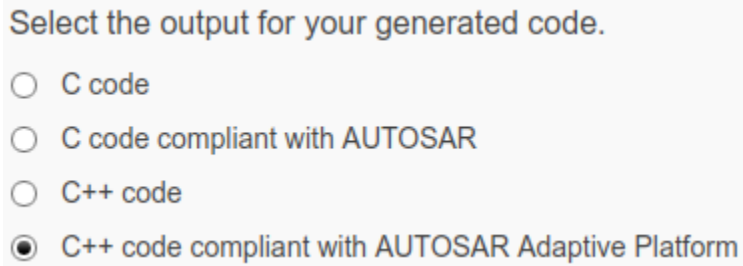 Select the output for your generated code.
C code
C code compliant with AUTOSAR
C++ code
C++ code compliant with AUTOSAR Adaptive Platform